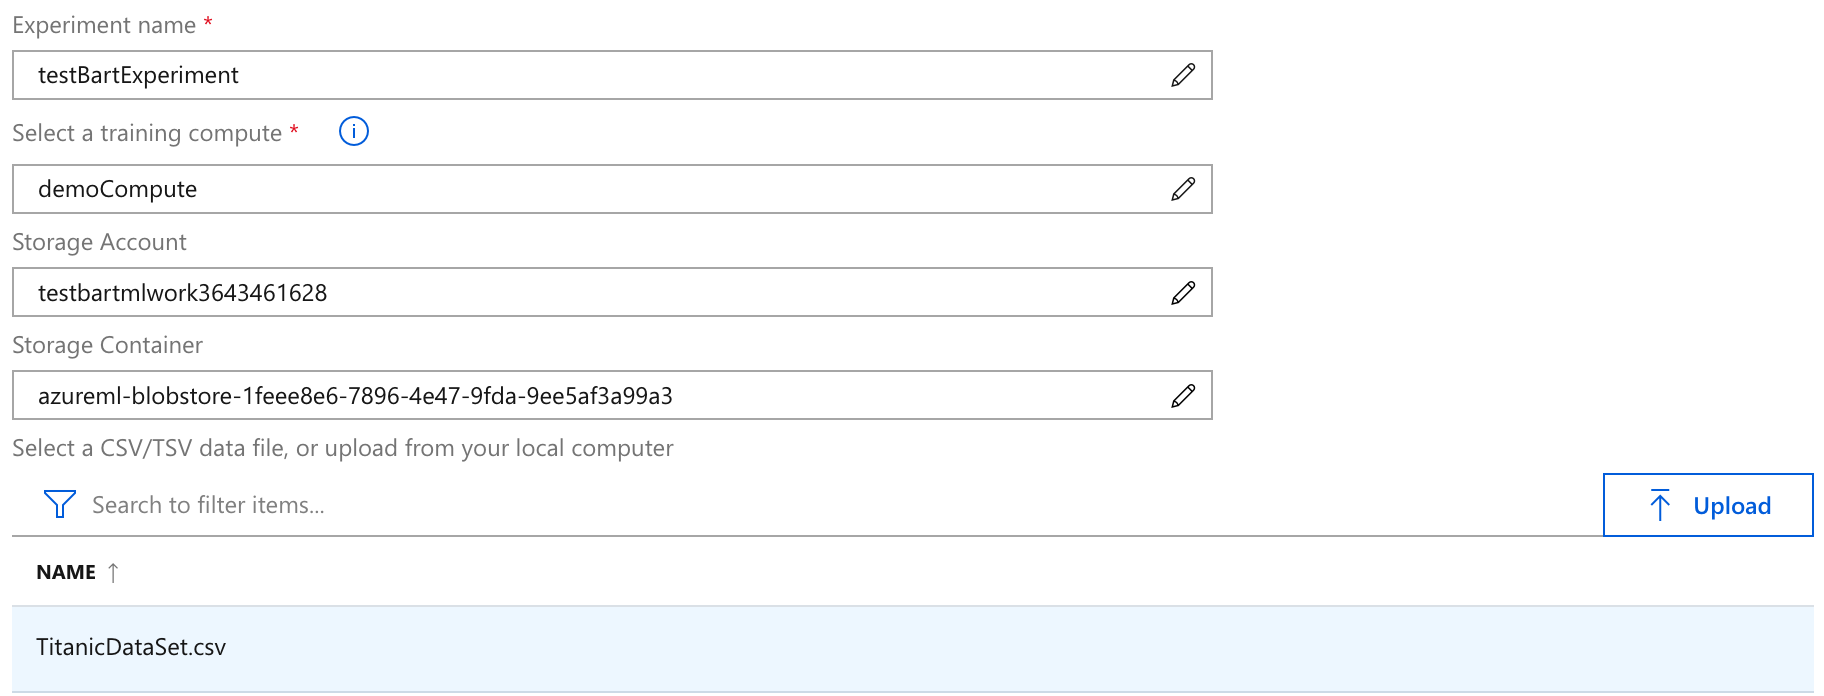 Experiment name *
testBartExperiment
Select a training compute *
demoCompute
Storage Account
testbartmlwork3643461628
Storage Container
azureml-blobstore-1feee8e6-7896-4e47-9fda-9ee5af3a99a3
Select a CSV/TSV data file, or upload from your local computer
Search to filter items...
Upload
NAME ↑
TitanicDataSet.csv